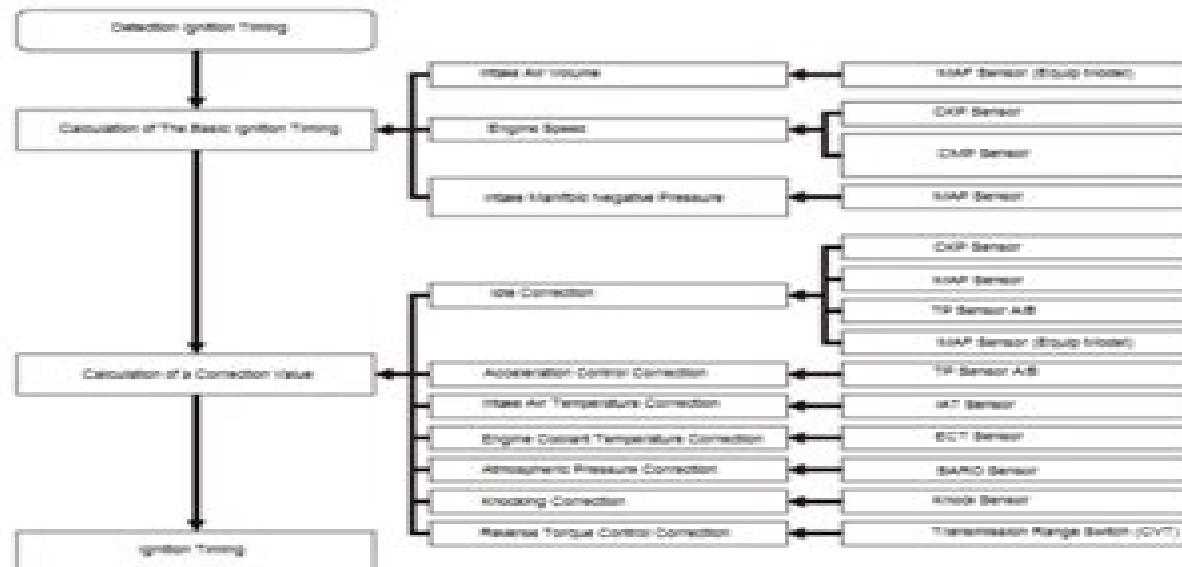 Detection Ignition Timing
Calculation of The Basic Ignition Timing
Intake Air Volume
MAF Sensor (Equip Model)
Engine Speed
CKP Sensor
CMP Sensor
Intake Manifold Negative Pressure
MAP Sensor
Calculation of a Correction Value
Idle Correction
CKP Sensor
MAP Sensor
TP Sensor A/B
MAF Sensor (Equip Model)
Acceleration Control Correction
TP Sensor A/B
Intake Air Temperature Correction
IAT Sensor
Engine Coolant Temperature Correction
ECT Sensor
Atmospheric Pressure Correction
BARO Sensor
Knocking Correction
Knock Sensor
Reverse Torque Control Correction
Transmission Range Switch (CVT)
Ignition Timing